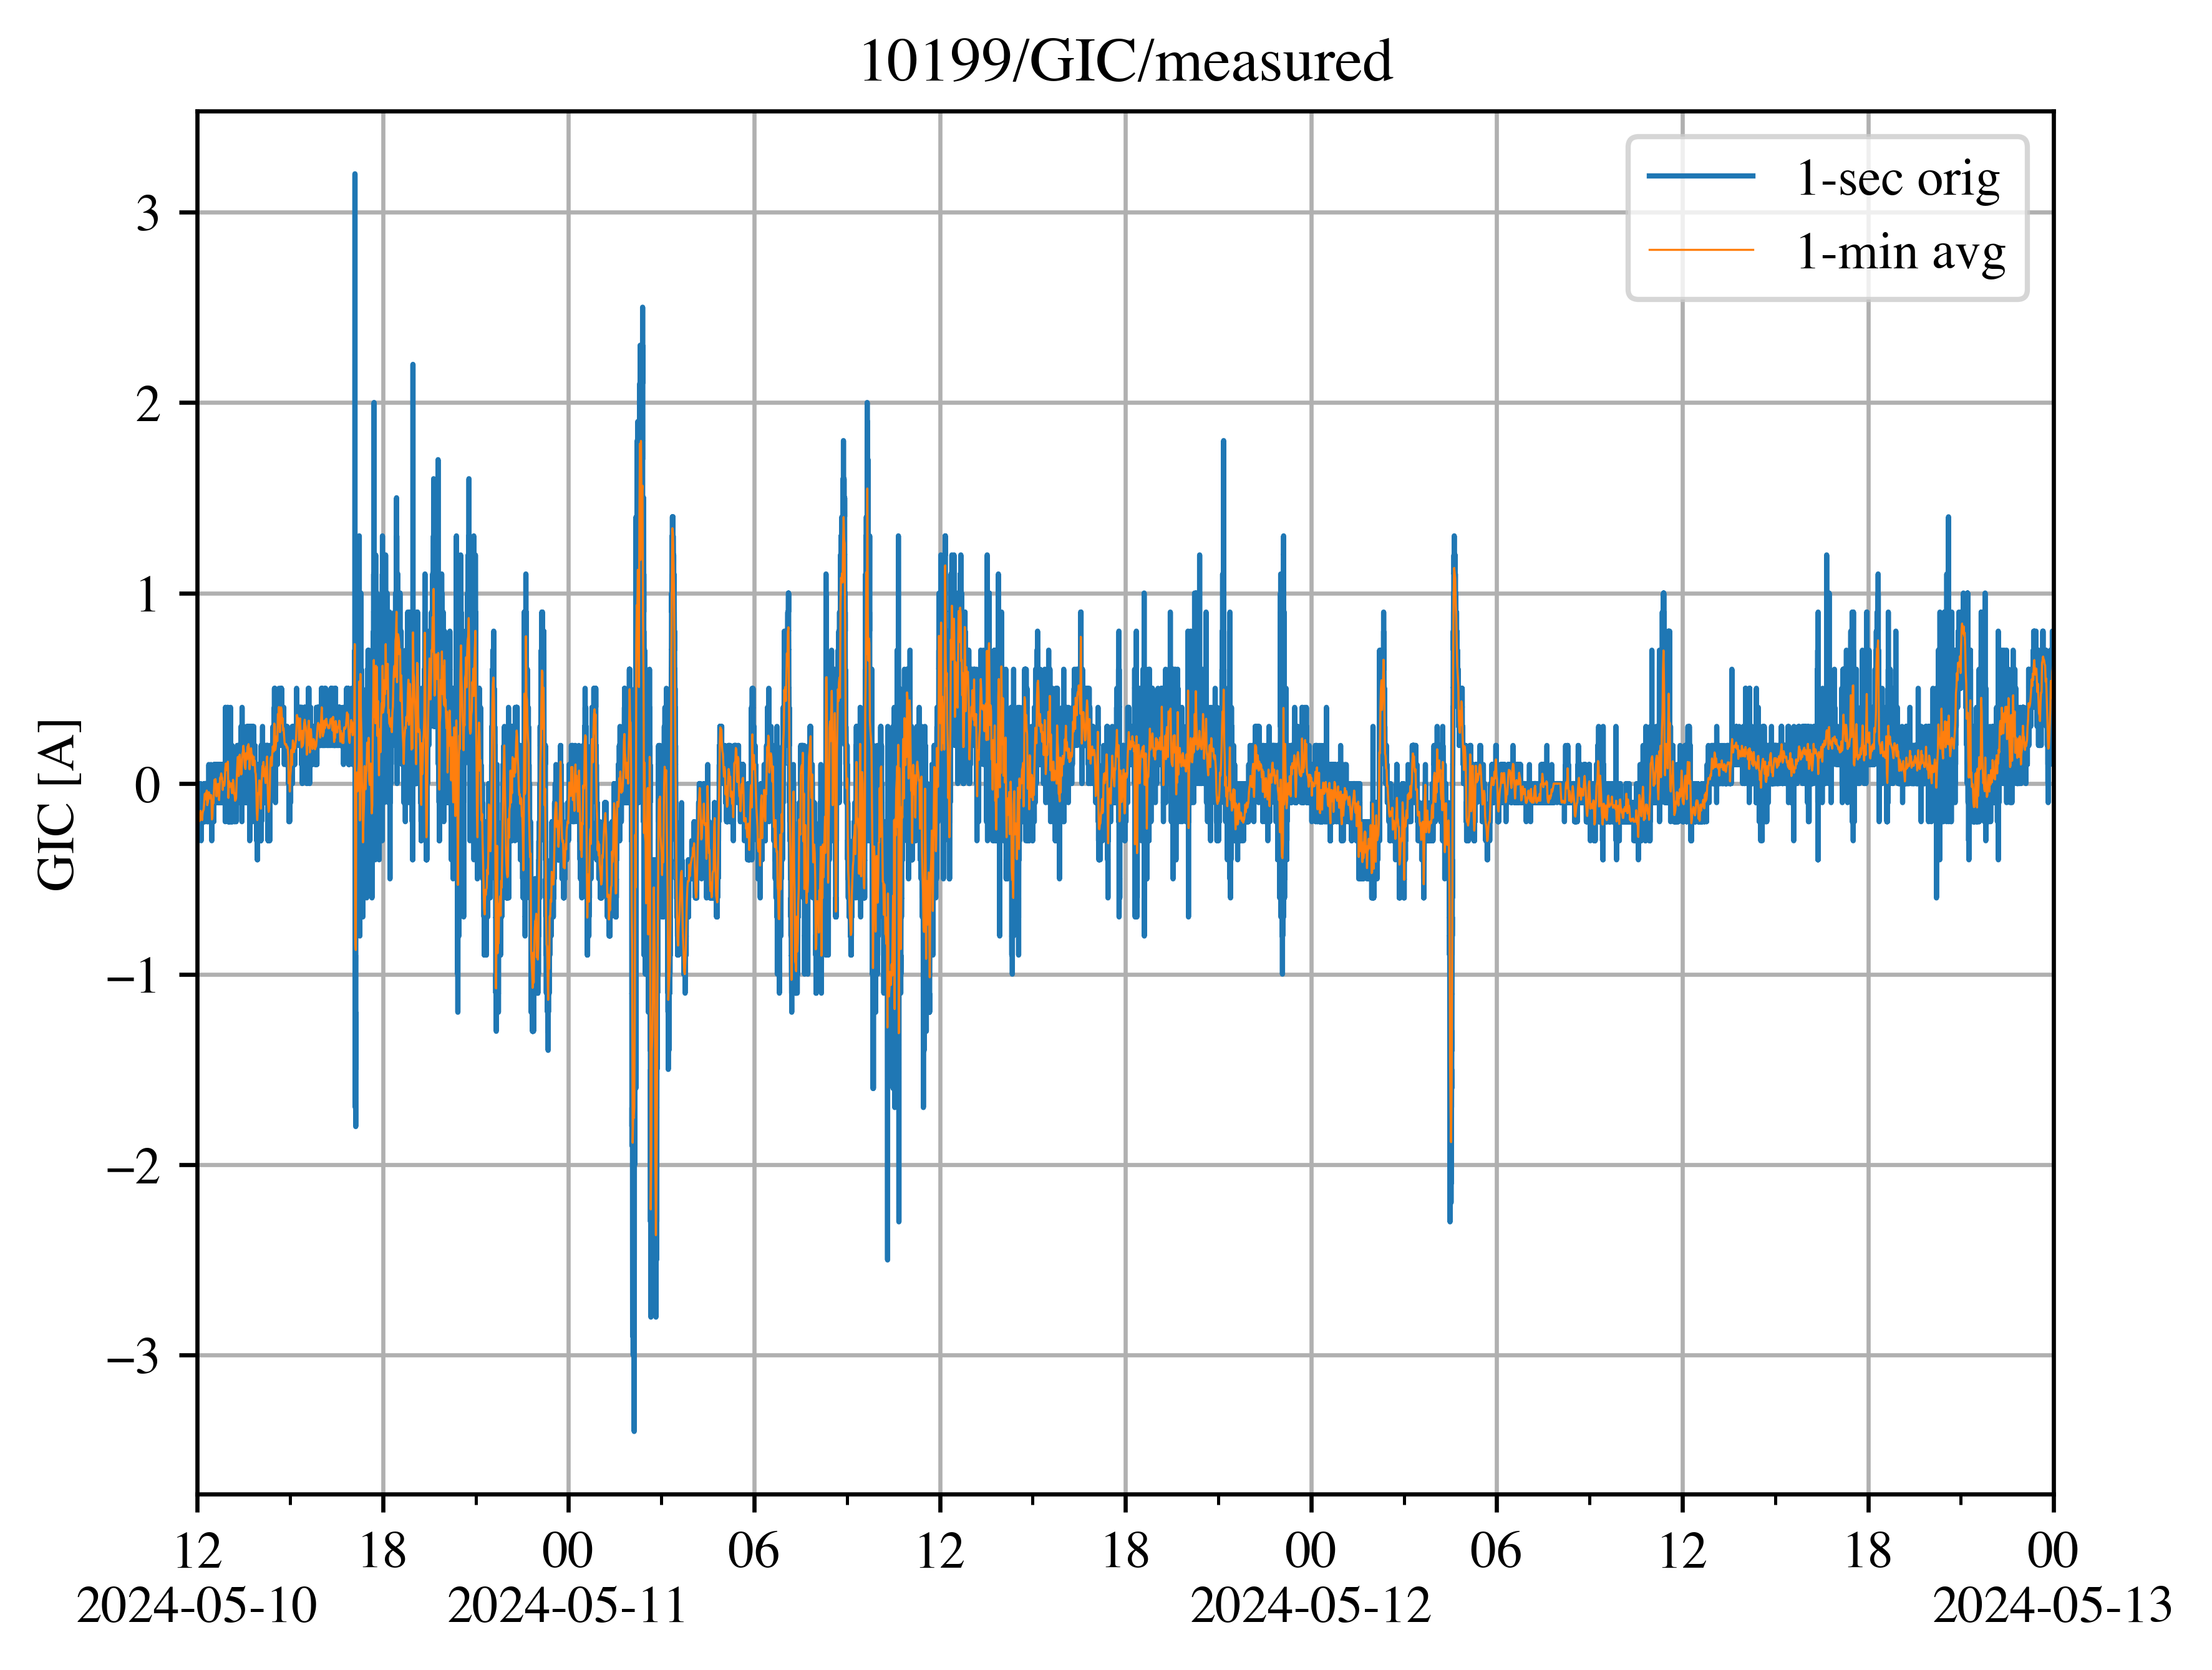 10199/GIC/measured
1-sec orig
1-min avg
GIC [A]
3
2
1
0
−1
−2
−3
12 18 00 06 12 18 00 06 12 18 00
2024-05-10 2024-05-11 2024-05-12 2024-05-13